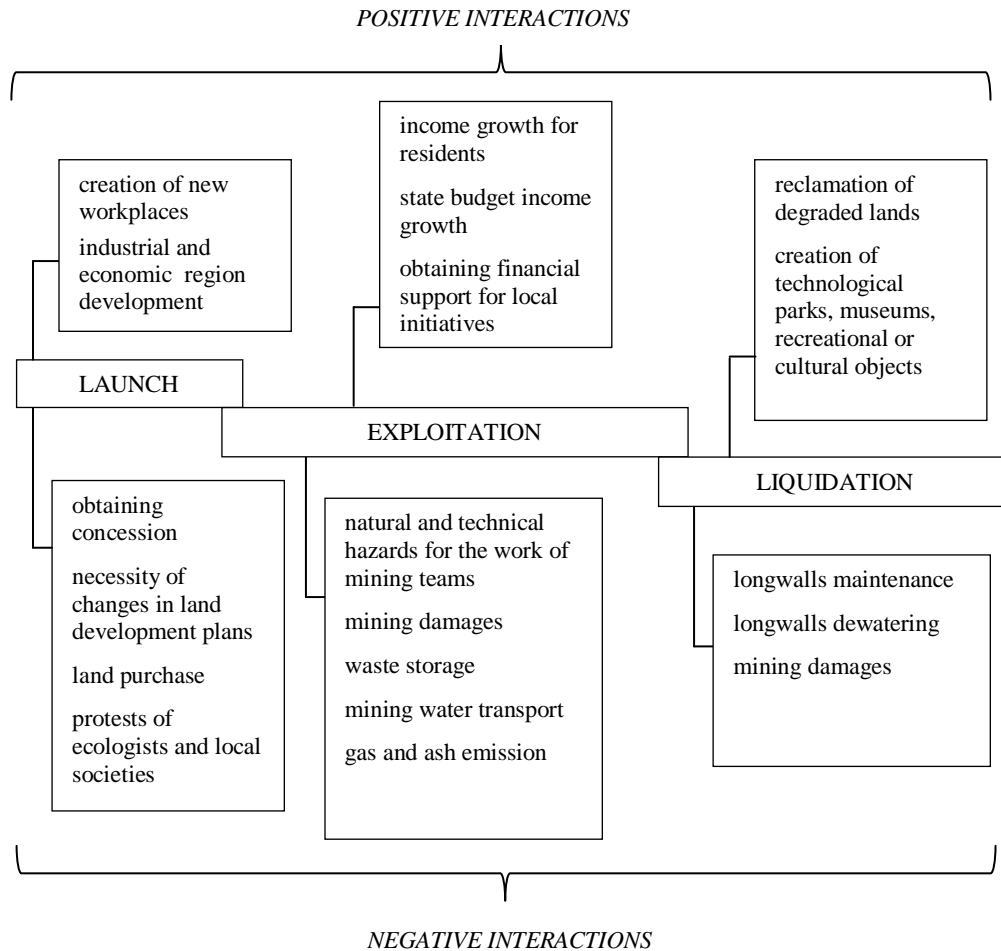 POSITIVE INTERACTIONS
creation of new
workplaces
industrial and
economic region
development
income growth for
residents
state budget income
growth
obtaining financial
support for local
initiatives
reclamation of
degraded lands
creation of
technological
parks, museums,
recreational or
cultural objects
LAUNCH
EXPLOITATION
LIQUIDATION
obtaining
concession
necessity of
changes in land
development plans
land purchase
protests of
ecologists and local
societies
natural and technical
hazards for the work of
mining teams
mining damages
waste storage
mining water transport
gas and ash emission
longwalls maintenance
longwalls dewatering
mining damages
NEGATIVE INTERACTIONS